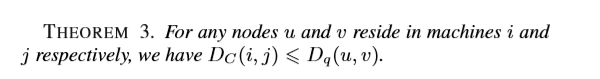 THEOREM 3. For any nodes u and v reside in machines i and
j respectively, we have D_C(i, j) ⩽ D_q(u, v).